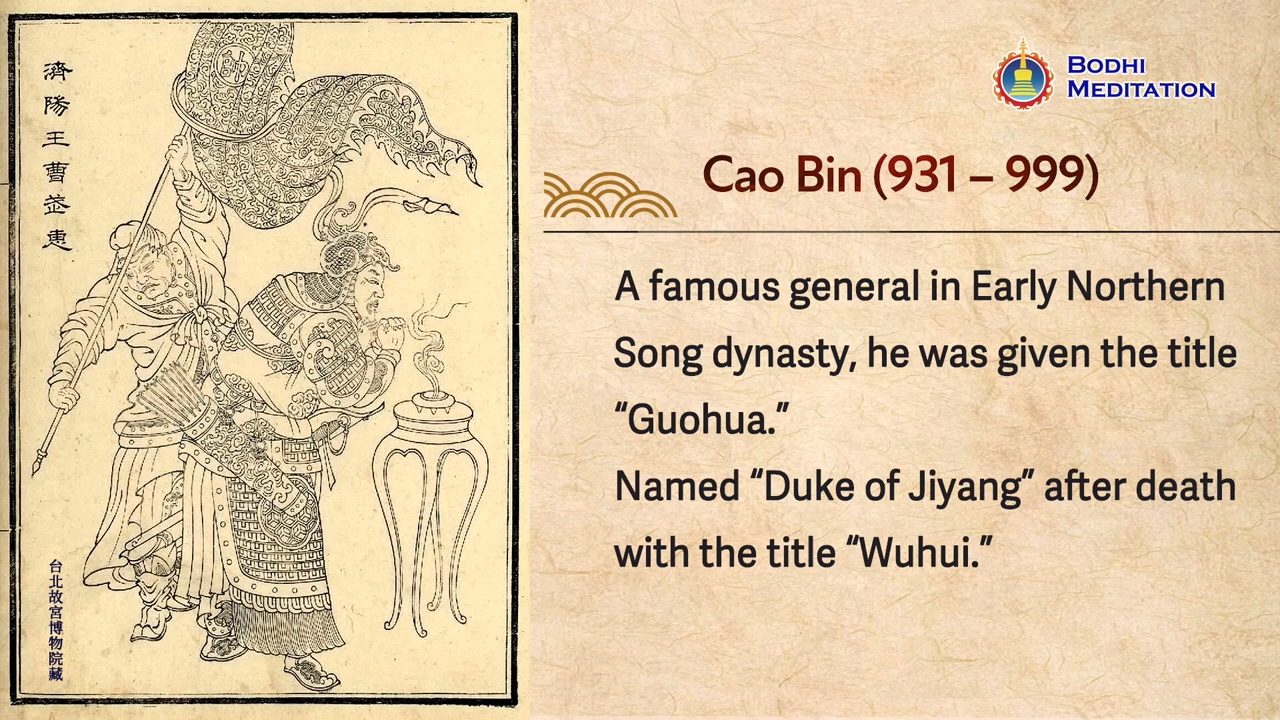 濟陽王曹武惠
台北故宮博物院藏
BODHI
MEDITATION
Cao Bin (931 – 999)
A famous general in Early Northern
Song dynasty, he was given the title
“Guohua.”
Named “Duke of Jiyang” after death
with the title “Wuhui.”